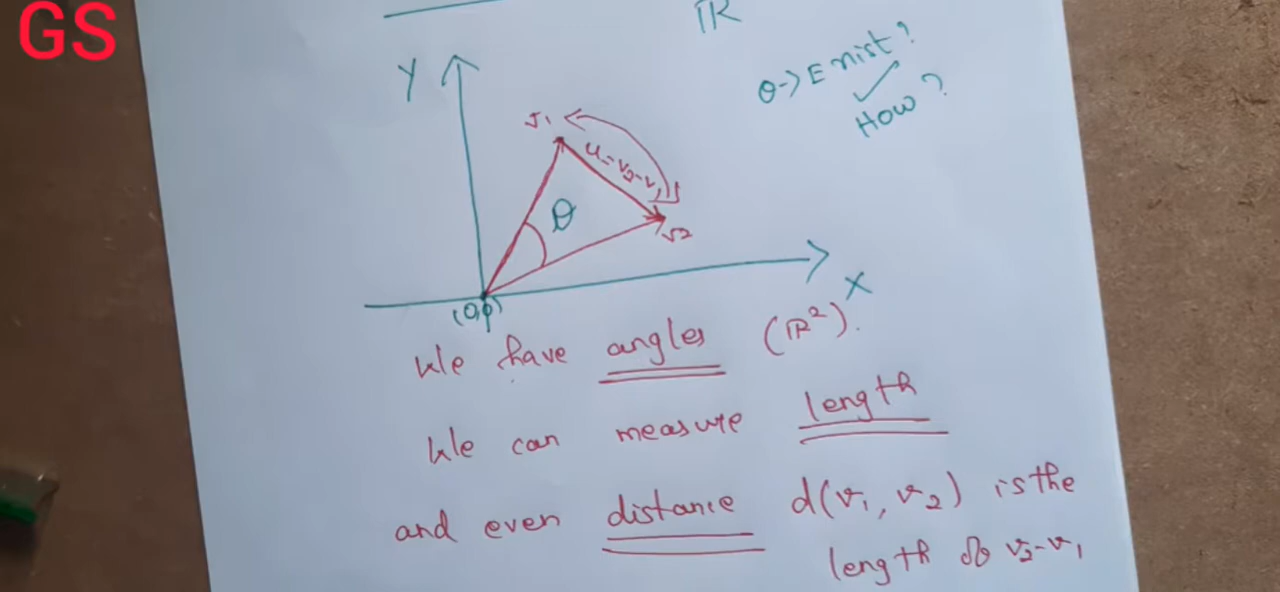 GS
IR
θ-> Enist?
How?
Y
v1
u=v2-v1
θ
v2
X
(0,0)
We have angles (IR²).
We can measure length
and even distance d(v1, v2) is the
length of v2-v1